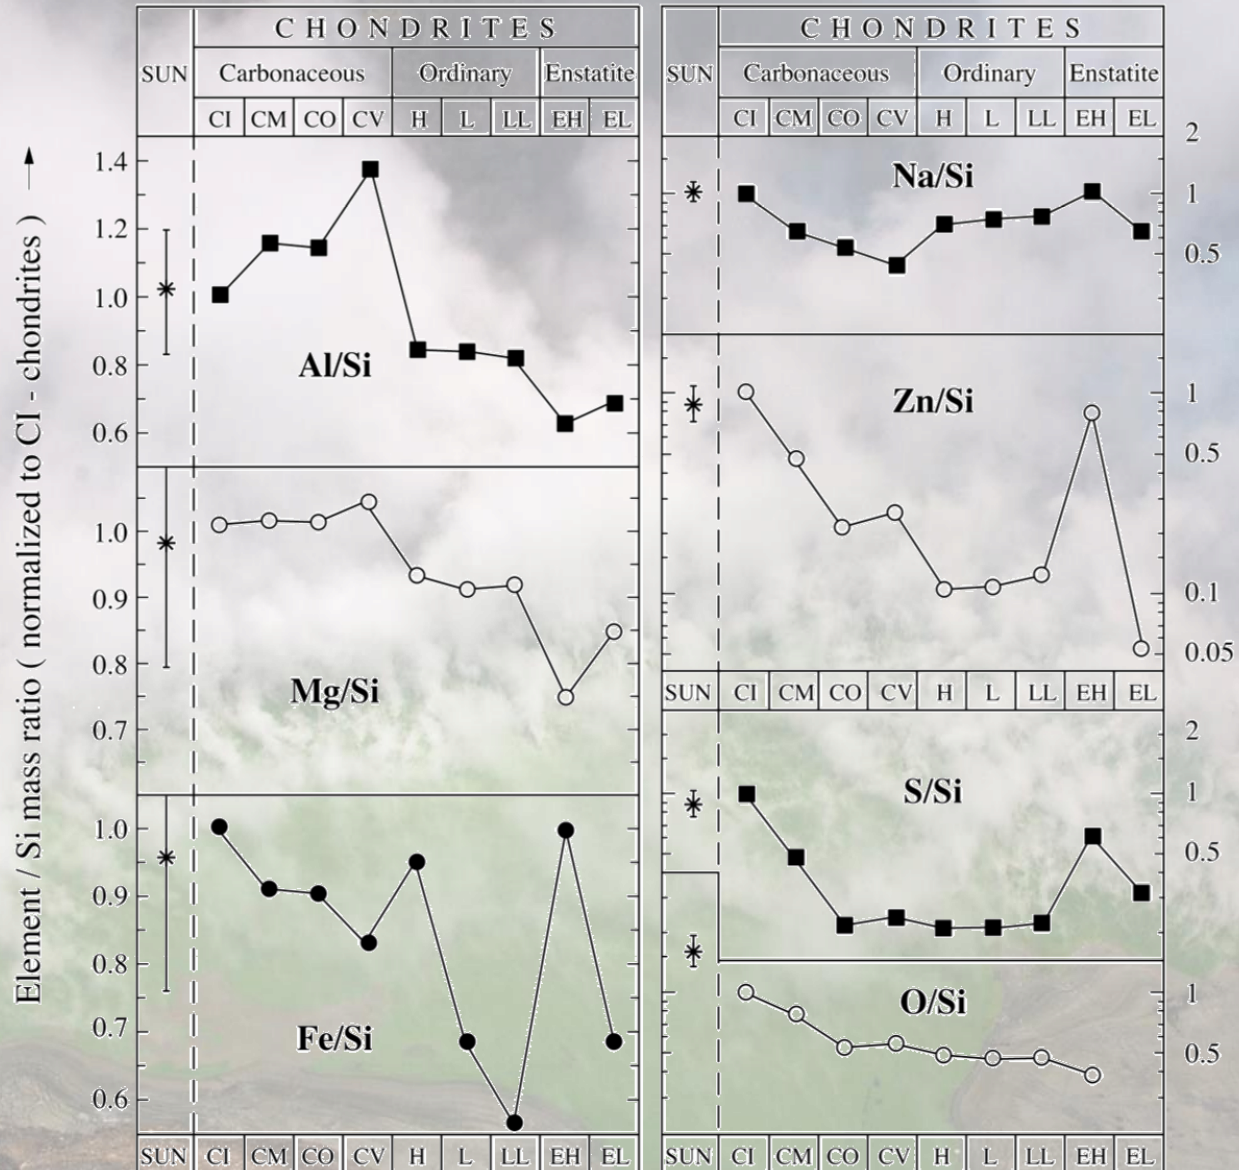 Element / Si mass ratio ( normalized to CI - chondrites )
CHONDRITES
SUN Carbonaceous Ordinary Enstatite
CI CM CO CV H L LL EH EL
1.4
1.2
1.0
0.8
0.6
Al/Si
1.0
0.9
0.8
0.7
Mg/Si
1.0
0.9
0.8
0.7
0.6
Fe/Si
SUN CI CM CO CV H L LL EH EL
CHONDRITES
SUN Carbonaceous Ordinary Enstatite
CI CM CO CV H L LL EH EL
2
Na/Si
1
0.5
Zn/Si
1
0.5
0.1
0.05
SUN CI CM CO CV H L LL EH EL
2
S/Si
1
0.5
O/Si
1
0.5
SUN CI CM CO CV H L LL EH EL